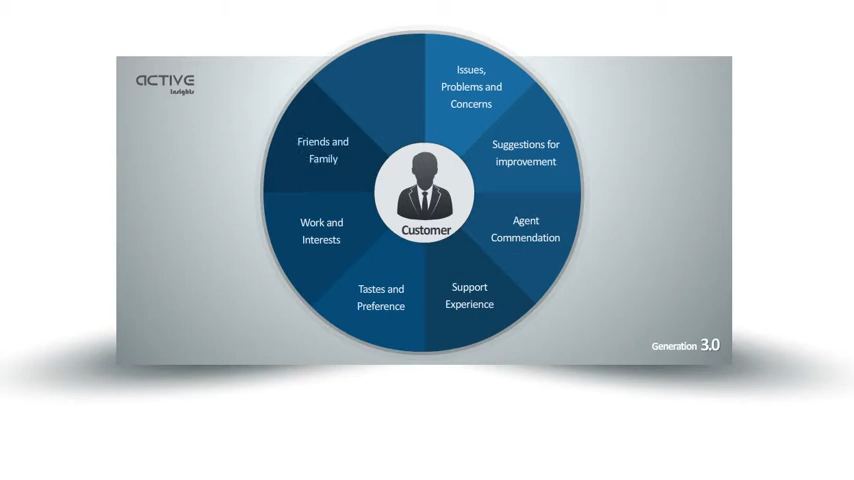 ACTIVE
Insights
Issues,
Problems and
Concerns
Suggestions for
improvement
Agent
Commendation
Support
Experience
Tastes and
Preference
Work and
Interests
Friends and
Family
Customer
Generation 3.0